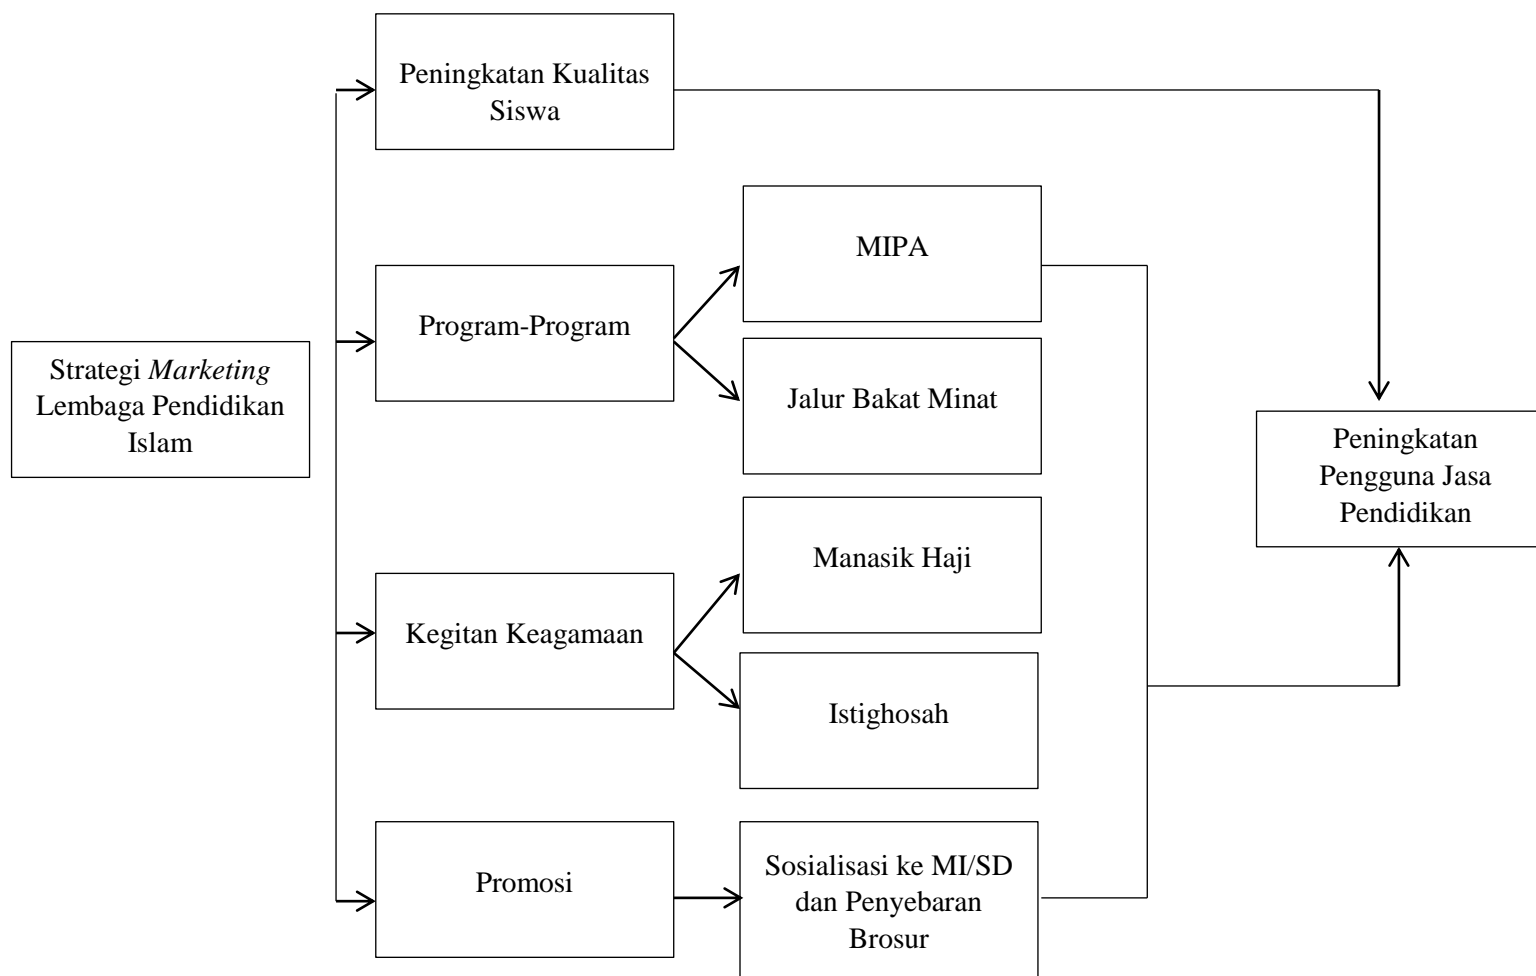 Peningkatan Kualitas
Siswa
MIPA
Program-Program
Strategi Marketing
Lembaga Pendidikan
Islam
Jalur Bakat Minat
Peningkatan
Pengguna Jasa
Pendidikan
Manasik Haji
Kegitan Keagamaan
Istighosah
Promosi
Sosialisasi ke MI/SD
dan Penyebaran
Brosur